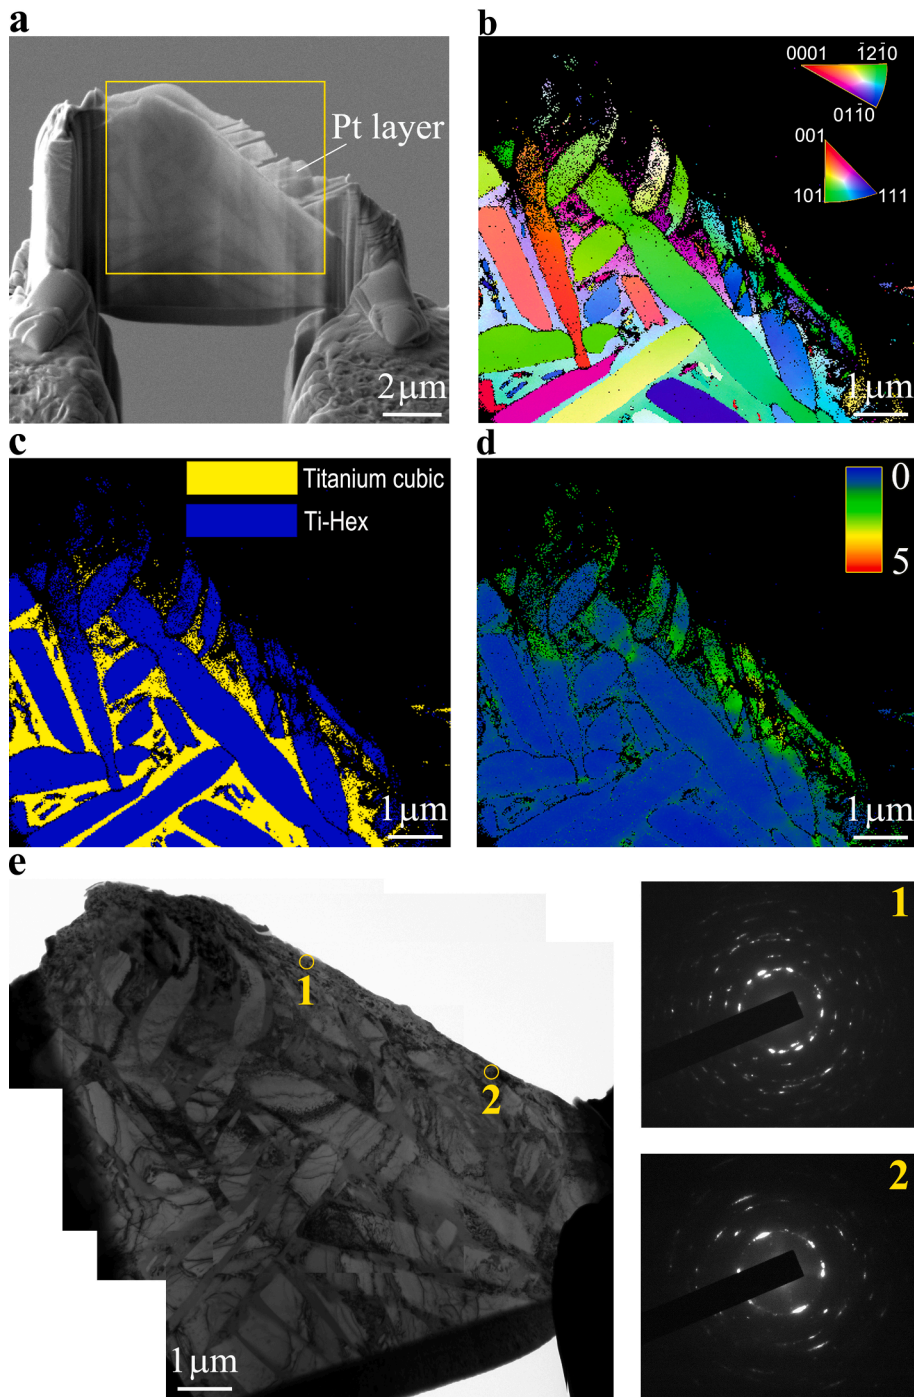 a
Pt layer
2 μm
b
0001
1̄21̄0
011̄0
001
101
111
1 μm
c
Titanium cubic
Ti-Hex
1 μm
d
0
5
1 μm
e
1
2
1 μm
1
2